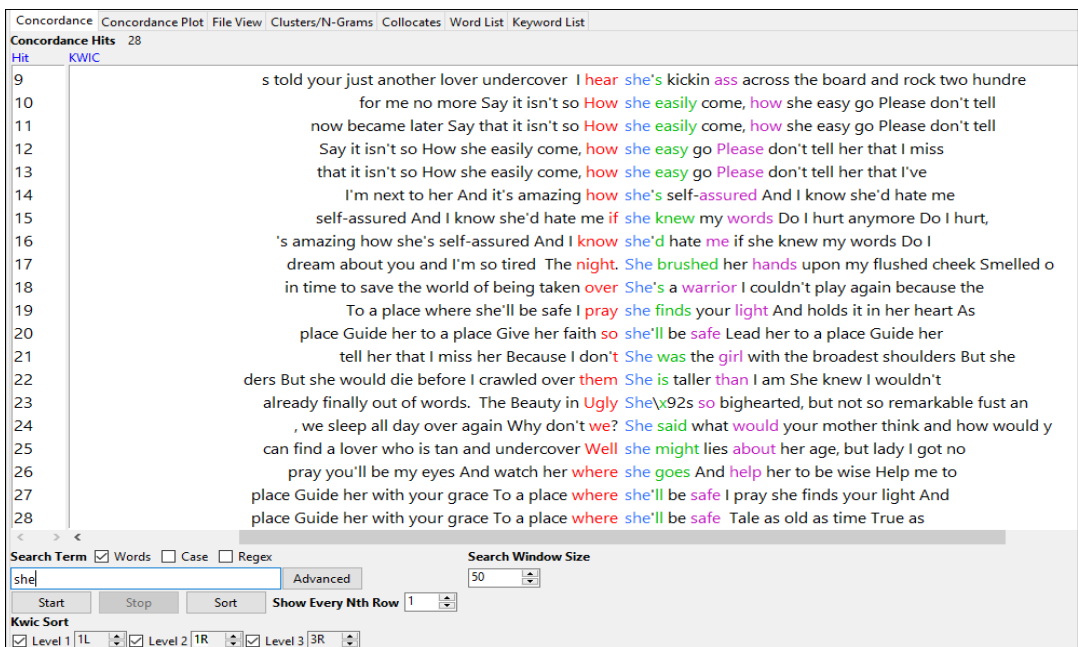 Concordance Concordance Plot File View Clusters/N-Grams Collocates Word List Keyword List
Concordance Hits 28
Hit KWIC
9 s told your just another lover undercover I hear she's kickin ass across the board and rock two hundre
10 for me no more Say it isn't so How she easily come, how she easy go Please don't tell
11 now became later Say that it isn't so How she easily come, how she easy go Please don't tell
12 Say it isn't so How she easily come, how she easy go Please don't tell her that I miss
13 that it isn't so How she easily come, how she easy go Please don't tell her that I've
14 I'm next to her And it's amazing how she's self-assured And I know she'd hate me
15 self-assured And I know she'd hate me if she knew my words Do I hurt anymore Do I hurt,
16 's amazing how she's self-assured And I know she'd hate me if she knew my words Do I
17 dream about you and I'm so tired The night. She brushed her hands upon my flushed cheek Smelled o
18 in time to save the world of being taken over She's a warrior I couldn't play again because the
19 To a place where she'll be safe I pray she finds your light And holds it in her heart As
20 place Guide her to a place Give her faith so she'll be safe Lead her to a place Guide her
21 tell her that I miss her Because I don't She was the girl with the broadest shoulders But she
22 ders But she would die before I crawled over them She is taller than I am She knew I wouldn't
23 already finally out of words. The Beauty in Ugly She\x92s so bighearted, but not so remarkable fust an
24 , we sleep all day over again Why don't we? She said what would your mother think and how would y
25 can find a lover who is tan and undercover Well she might lies about her age, but lady I got no
26 pray you'll be my eyes And watch her where she goes And help her to be wise Help me to
27 place Guide her with your grace To a place where she'll be safe I pray she finds your light And
28 place Guide her with your grace To a place where she'll be safe Tale as old as time True as
Search Term Words Case Regex Search Window Size
she Advanced 50
Start Stop Sort Show Every Nth Row 1
Kwic Sort
Level 1 1L Level 2 1R Level 3 3R